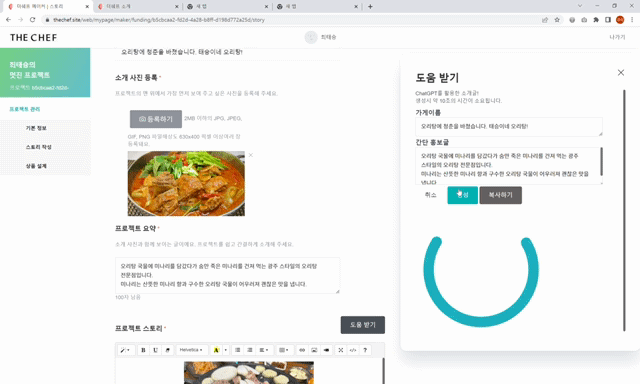 더셰프 메이커 | 스토리
더셰프 소개
새 탭
새 탭
thechef.site/web/mypage/maker/funding/b5cbcaa2-fd2d-4e28-b8ff-d188d772a25d/story
THE CHEF
최태승
나가기
최태승의
멋진 프로젝트
프로젝트 b5cbcaa2-fd2d-
프로젝트 관리
기본 정보
스토리 작성
상품 설계
오리탕에 청춘을 바쳤습니다. 태승이네 오리탕!
소개 사진 등록 *
프로젝트의 맨 위에서 가장 먼저 보여 주고 싶은 사진을 등록해 주세요.
등록하기
2MB 이하의 JPG, JPEG,
GIF, PNG 파일
해상도 630x400 픽셀 이상
등록해요.
프로젝트 요약 *
소개 사진과 함께 보이는 글이에요. 프로젝트를 쉽고 간결하게 소개해 주세요.
오리탕 국물에 미나리를 담갔다가 숨만 죽은 미나리를 건져 먹는 광주 스타일의 오리탕
전문점입니다.
미나리는 산뜻한 미나리 향과 구수한 오리탕 국물이 어우러져 괜찮은 맛을 냅니다.
100자 남음
프로젝트 스토리 *
도움 받기
Helvetica
도움 받기
ChatGPT를 활용한 소개글!
생성시 약 10초의 시간이 소요됩니다.
가게이름
오리탕에 청춘을 바쳤습니다. 태승이네 오리탕!
간단 홍보글
오리탕 국물에 미나리를 담갔다가 숨만 죽은 미나리를 건져 먹는 광주
스타일의 오리탕 전문점입니다.
미나리는 산뜻한 미나리 향과 구수한 오리탕 국물이 어우러져 괜찮은 맛을
냅니다
취소
생성
복사하기